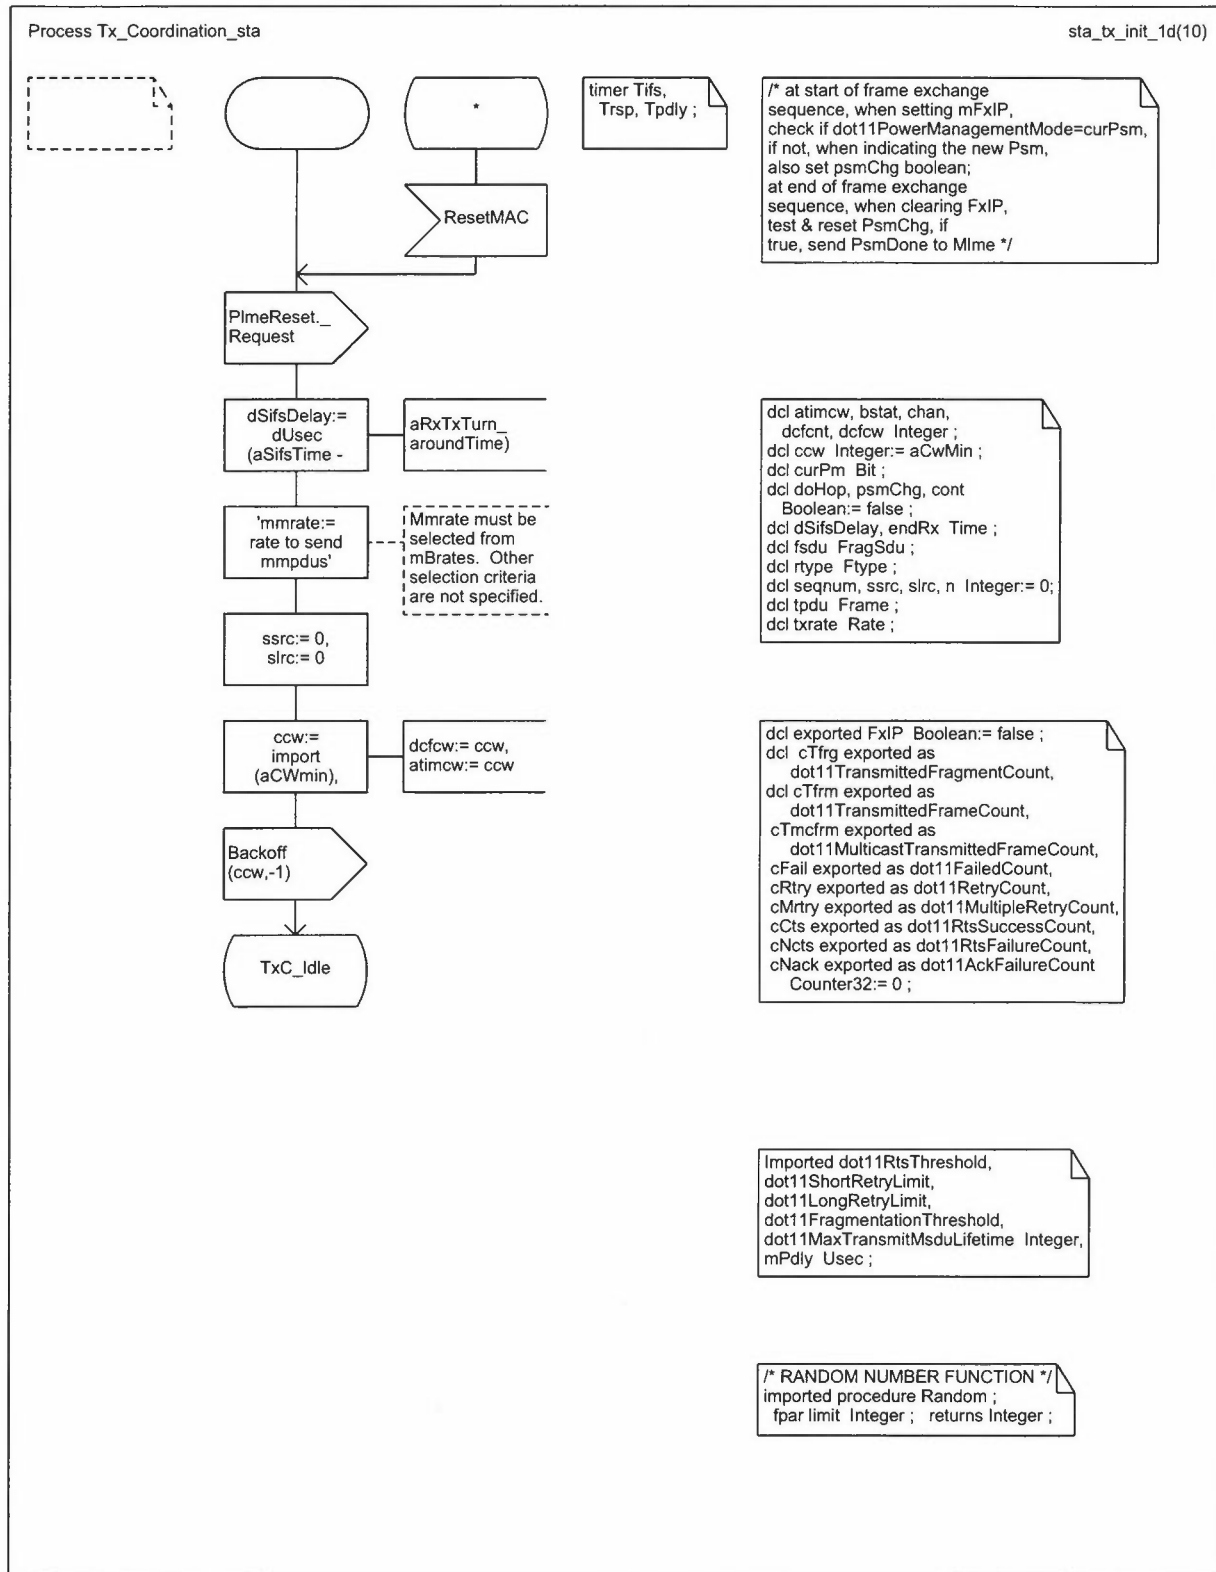 Process Tx_Coordination_sta
sta_tx_init_1d(10)
*
timer Tifs,
Trsp, Tpdly ;
/* at start of frame exchange
sequence, when setting mFxIP,
check if dot11PowerManagementMode=curPsm,
if not, when indicating the new Psm,
also set psmChg boolean;
at end of frame exchange
sequence, when clearing FxIP,
test & reset PsmChg, if
true, send PsmDone to Mlme */
ResetMAC
PlmeReset._
Request
dSifsDelay:=
dUsec
(aSifsTime -
aRxTxTurn_
aroundTime)
dcl atimcw, bstat, chan,
dcfcnt, dcfcw Integer ;
dcl ccw Integer:= aCwMin ;
dcl curPm Bit ;
dcl doHop, psmChg, cont
Boolean:= false ;
dcl dSifsDelay, endRx Time ;
dcl fsdu FragSdu ;
dcl rtype Ftype ;
dcl seqnum, ssrc, slrc, n Integer:= 0;
dcl tpdu Frame ;
dcl txrate Rate ;
'mmrate:=
rate to send
mmpdus'
Mmrate must be
selected from
mBrates. Other
selection criteria
are not specified.
ssrc:= 0,
slrc:= 0
ccw:=
import
(aCWmin),
dcfcw:= ccw,
atimcw:= ccw
dcl exported FxIP Boolean:= false ;
dcl cTfrg exported as
dot11TransmittedFragmentCount,
dcl cTfrm exported as
dot11TransmittedFrameCount,
cTmcfrm exported as
dot11MulticastTransmittedFrameCount,
cFail exported as dot11FailedCount,
cRtry exported as dot11RetryCount,
cMrtry exported as dot11MultipleRetryCount,
cCts exported as dot11RtsSuccessCount,
cNcts exported as dot11RtsFailureCount,
cNack exported as dot11AckFailureCount
Counter32:= 0 ;
Backoff
(ccw,-1)
TxC_Idle
Imported dot11RtsThreshold,
dot11ShortRetryLimit,
dot11LongRetryLimit,
dot11FragmentationThreshold,
dot11MaxTransmitMsduLifetime Integer,
mPdly Usec ;
/* RANDOM NUMBER FUNCTION */
imported procedure Random ;
fpar limit Integer ; returns Integer ;